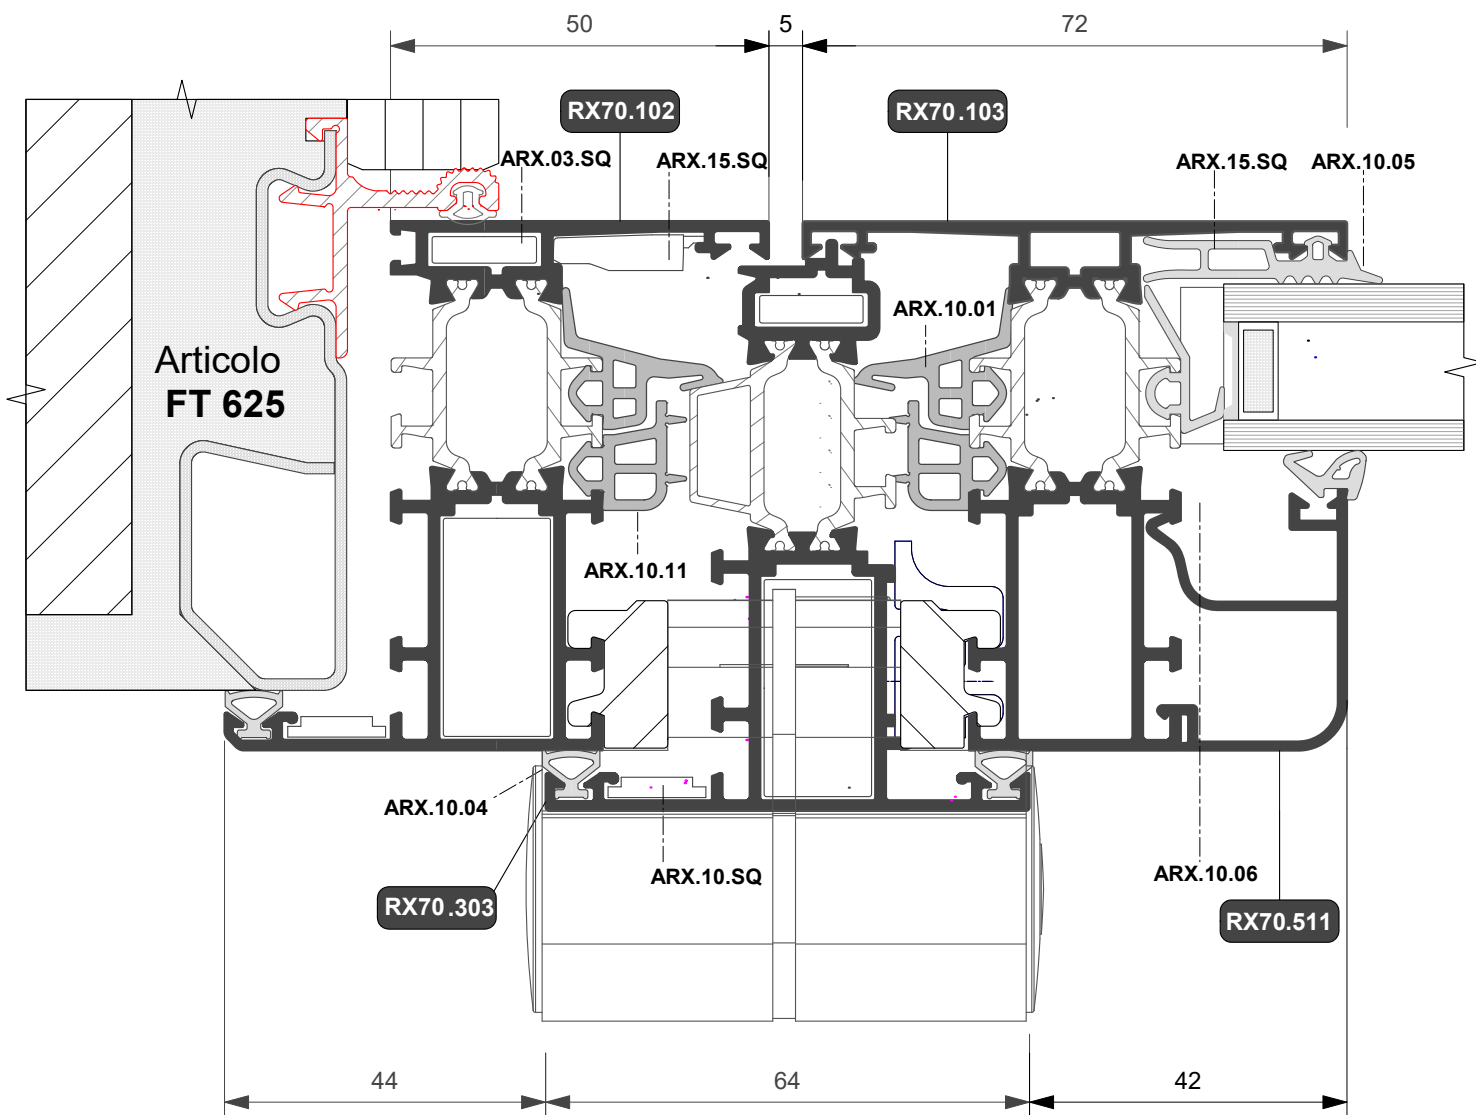 50 5 72
RX70.102
RX70.103
ARX.03.SQ
ARX.15.SQ
ARX.15.SQ
ARX.10.05
ARX.10.01
Articolo
FT 625
ARX.10.11
ARX.10.04
ARX.10.SQ
ARX.10.06
RX70.303
RX70.511
44 64 42